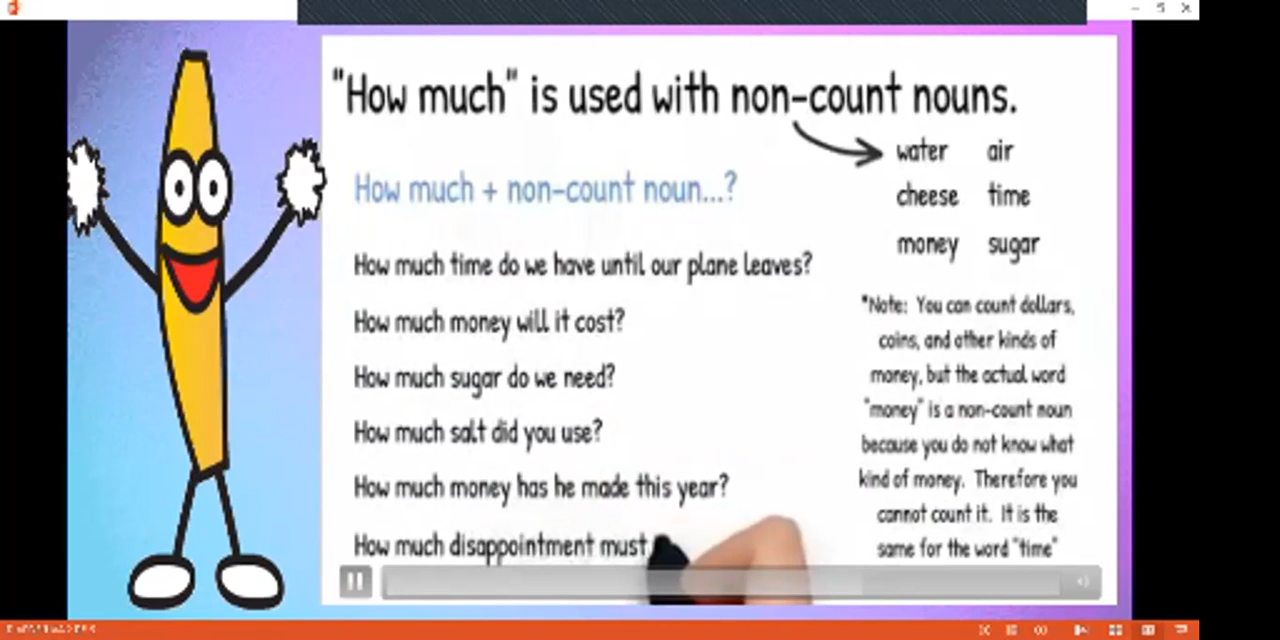 "How much" is used with non-count nouns.
water air
cheese time
money sugar
How much + non-count noun...?
How much time do we have until our plane leaves?
How much money will it cost?
How much sugar do we need?
How much salt did you use?
How much money has he made this year?
How much disappointment must
*Note: You can count dollars,
coins, and other kinds of
money, but the actual word
"money" is a non-count noun
because you do not know what
kind of money. Therefore you
cannot count it. It is the
same for the word "time"